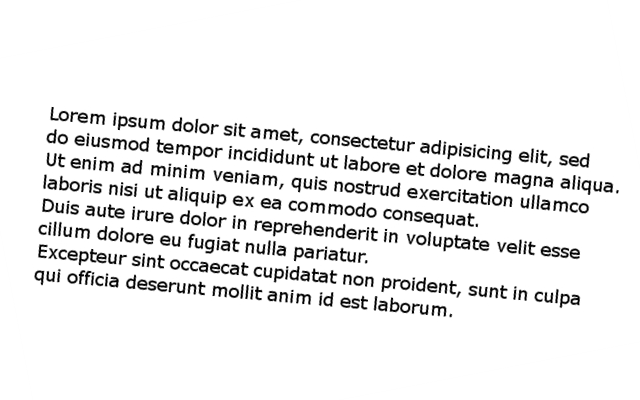 Lorem ipsum dolor sit amet, consectetur adipisicing elit, sed
do eiusmod tempor incididunt ut labore et dolore magna aliqua.
Ut enim ad minim veniam, quis nostrud exercitation ullamco
laboris nisi ut aliquip ex ea commodo consequat.
Duis aute irure dolor in reprehenderit in voluptate velit esse
cillum dolore eu fugiat nulla pariatur.
Excepteur sint occaecat cupidatat non proident, sunt in culpa
qui officia deserunt mollit anim id est laborum.